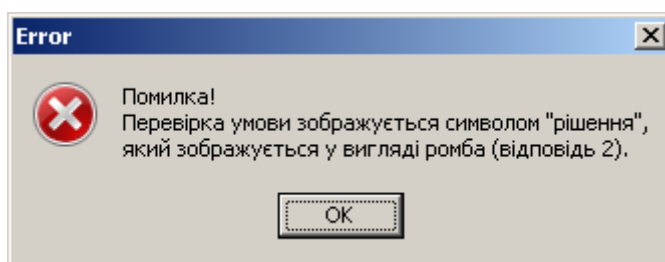 Error
Помилка!
Перевірка умови зображується символом "рішення",
який зображується у вигляді ромба (відповідь 2).
OK